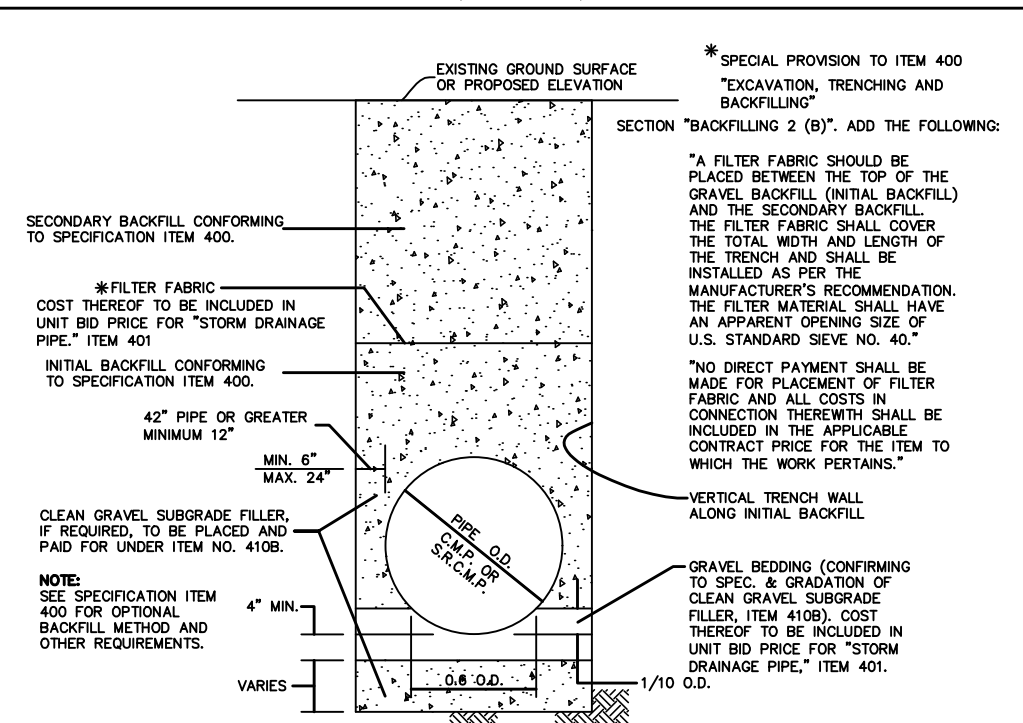 EXISTING GROUND SURFACE
OR PROPOSED ELEVATION
* SPECIAL PROVISION TO ITEM 400
"EXCAVATION, TRENCHING AND
BACKFILLING"
SECTION "BACKFILLING 2 (B)". ADD THE FOLLOWING:
"A FILTER FABRIC SHOULD BE
PLACED BETWEEN THE TOP OF THE
GRAVEL BACKFILL (INITIAL BACKFILL)
AND THE SECONDARY BACKFILL.
THE FILTER FABRIC SHALL COVER
THE TOTAL WIDTH AND LENGTH OF
THE TRENCH AND SHALL BE
INSTALLED AS PER THE
MANUFACTURER'S RECOMMENDATION.
THE FILTER MATERIAL SHALL HAVE
AN APPARENT OPENING SIZE OF
U.S. STANDARD SIEVE NO. 40."
"NO DIRECT PAYMENT SHALL BE
MADE FOR PLACEMENT OF FILTER
FABRIC AND ALL COSTS IN
CONNECTION THEREWITH SHALL BE
INCLUDED IN THE APPLICABLE
CONTRACT PRICE FOR THE ITEM TO
WHICH THE WORK PERTAINS."
SECONDARY BACKFILL CONFORMING
TO SPECIFICATION ITEM 400.
*FILTER FABRIC
COST THEREOF TO BE INCLUDED IN
UNIT BID PRICE FOR "STORM DRAINAGE
PIPE." ITEM 401
INITIAL BACKFILL CONFORMING
TO SPECIFICATION ITEM 400.
42" PIPE OR GREATER
MINIMUM 12"
MIN. 6"
MAX. 24"
CLEAN GRAVEL SUBGRADE FILLER,
IF REQUIRED, TO BE PLACED AND
PAID FOR UNDER ITEM NO. 410B.
NOTE:
SEE SPECIFICATION ITEM
400 FOR OPTIONAL
BACKFILL METHOD AND
OTHER REQUIREMENTS.
4" MIN.
VARIES
PIPE O.D.
C.M.P. OR
S.R.C.M.P.
0.6 O.D.
VERTICAL TRENCH WALL
ALONG INITIAL BACKFILL
GRAVEL BEDDING (CONFIRMING
TO SPEC. & GRADATION OF
CLEAN GRAVEL SUBGRADE
FILLER, ITEM 410B). COST
THEREOF TO BE INCLUDED IN
UNIT BID PRICE FOR "STORM
DRAINAGE PIPE," ITEM 401.
1/10 O.D.